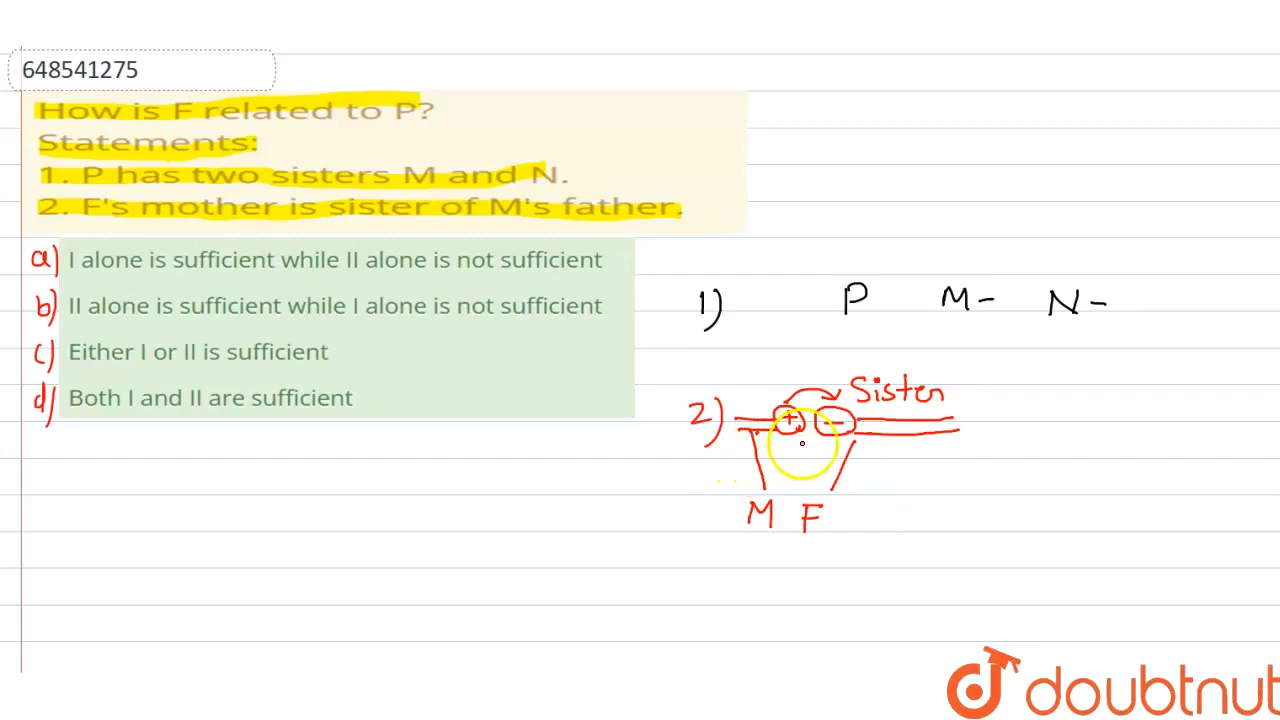 648541275
How is F related to P?
Statements:
1. P has two sisters M and N.
2. F's mother is sister of M's father.
a) I alone is sufficient while II alone is not sufficient
b) II alone is sufficient while I alone is not sufficient
c) Either I or II is sufficient
d) Both I and II are sufficient
1) P M- N-
2) + - Sister
M F
doubtnut